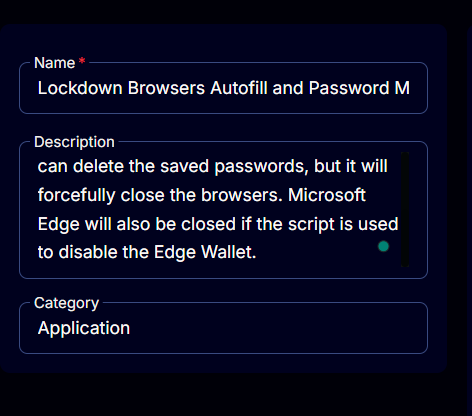 Name *
Lockdown Browsers Autofill and Password M
Description
can delete the saved passwords, but it will
forcefully close the browsers. Microsoft
Edge will also be closed if the script is used
to disable the Edge Wallet.
Category
Application